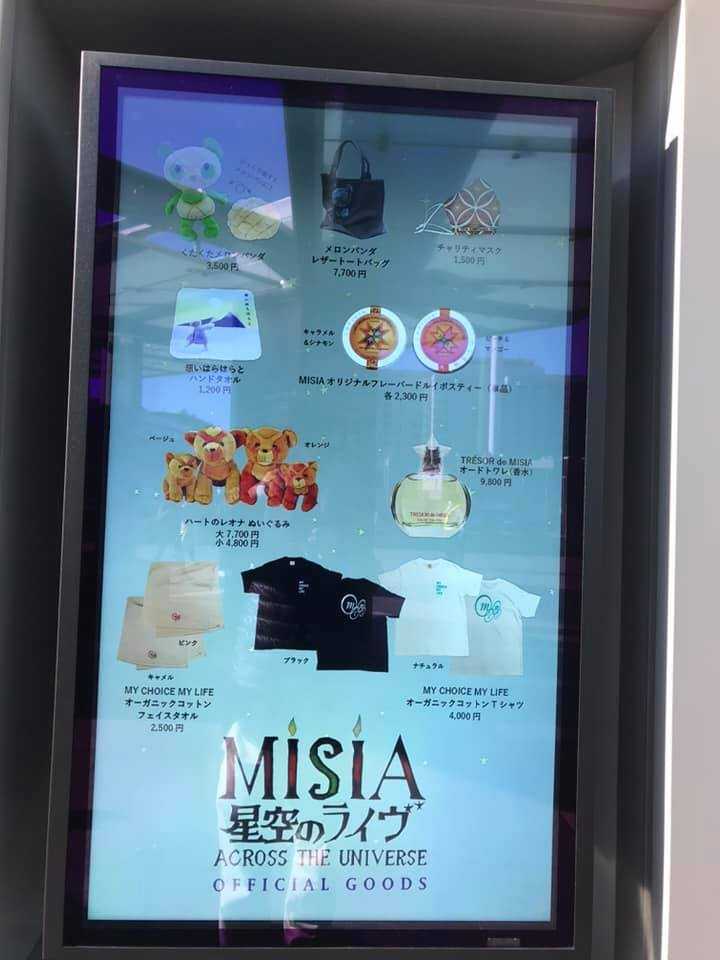 くたくたメロンパンダ
3,500円
メロンパンダ
レザートートバッグ
7,700円
チャリティマスク
1,500円
想いはらはらと
ハンドタオル
1,200円
キャラメル
&シナモン
ピーチ&
マンゴー
MISIA オリジナルフレーバードルイボスティー(単品)
各2,300円
ベージュ
オレンジ
ハートのレオナ ぬいぐるみ
大 7,700円
小 4,800円
TRÉSOR de MISIA
オードトワレ(香水)
9,800円
ピンク
キャメル
MY CHOICE MY LIFE
オーガニックコットン
フェイスタオル
2,500円
MY
CHOICE
MY
LIFE
ブラック
MY
CHOICE
MY
LIFE
ナチュラル
MY CHOICE MY LIFE
オーガニックコットンTシャツ
4,000円
MISIA
星空のライヴ
ACROSS THE UNIVERSE
OFFICIAL GOODS